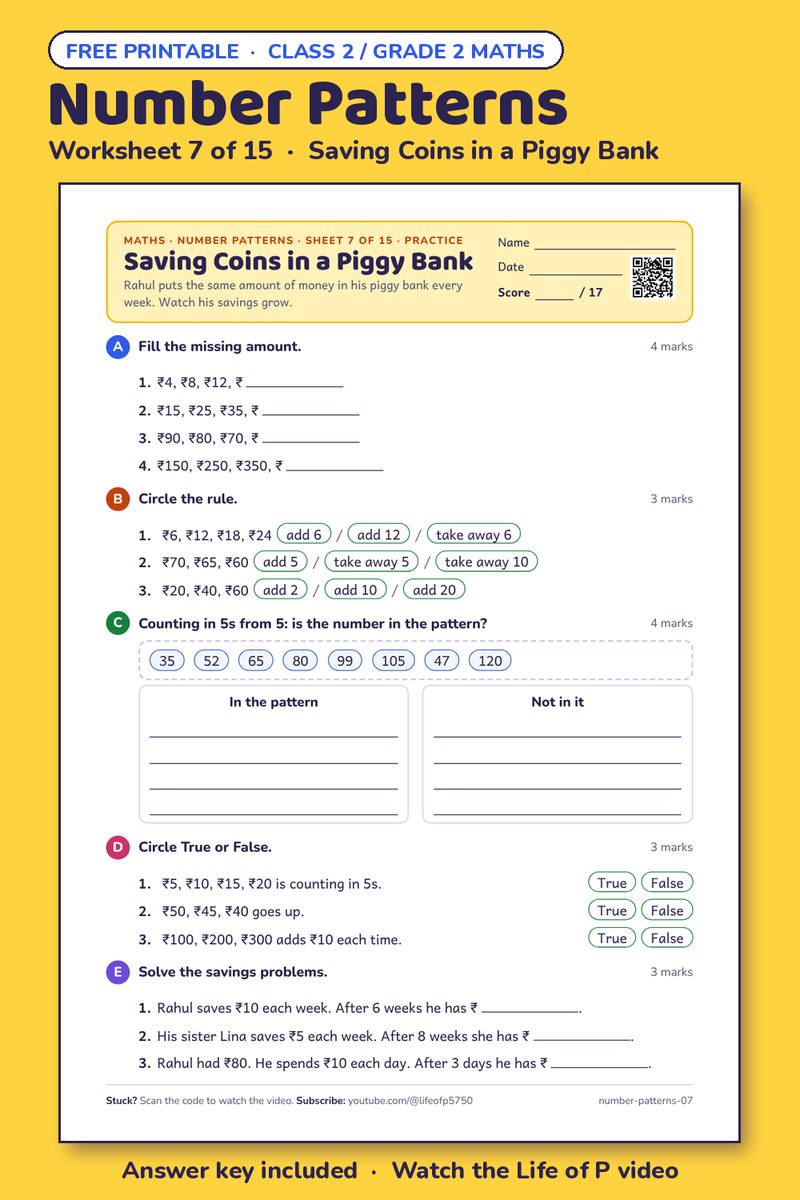 FREE PRINTABLE · CLASS 2 / GRADE 2 MATHS
Number Patterns
Worksheet 7 of 15 · Saving Coins in a Piggy Bank
MATHS · NUMBER PATTERNS · SHEET 7 OF 15 · PRACTICE
Saving Coins in a Piggy Bank
Rahul puts the same amount of money in his piggy bank every
week. Watch his savings grow.
Name ____
Date ____
Score ____ / 17
A Fill the missing amount. 4 marks
1. ₹4, ₹8, ₹12, ₹ ____
2. ₹15, ₹25, ₹35, ₹ ____
3. ₹90, ₹80, ₹70, ₹ ____
4. ₹150, ₹250, ₹350, ₹ ____
B Circle the rule. 3 marks
1. ₹6, ₹12, ₹18, ₹24 add 6 / add 12 / take away 6
2. ₹70, ₹65, ₹60 add 5 / take away 5 / take away 10
3. ₹20, ₹40, ₹60 add 2 / add 10 / add 20
C Counting in 5s from 5: is the number in the pattern? 4 marks
35 52 65 80 99 105 47 120
In the pattern Not in it
D Circle True or False. 3 marks
1. ₹5, ₹10, ₹15, ₹20 is counting in 5s. True False
2. ₹50, ₹45, ₹40 goes up. True False
3. ₹100, ₹200, ₹300 adds ₹10 each time. True False
E Solve the savings problems. 3 marks
1. Rahul saves ₹10 each week. After 6 weeks he has ₹ ____.
2. His sister Lina saves ₹5 each week. After 8 weeks she has ₹ ____.
3. Rahul had ₹80. He spends ₹10 each day. After 3 days he has ₹ ____.
Stuck? Scan the code to watch the video. Subscribe: youtube.com/@lifeofp5750 number-patterns-07
Answer key included · Watch the Life of P video